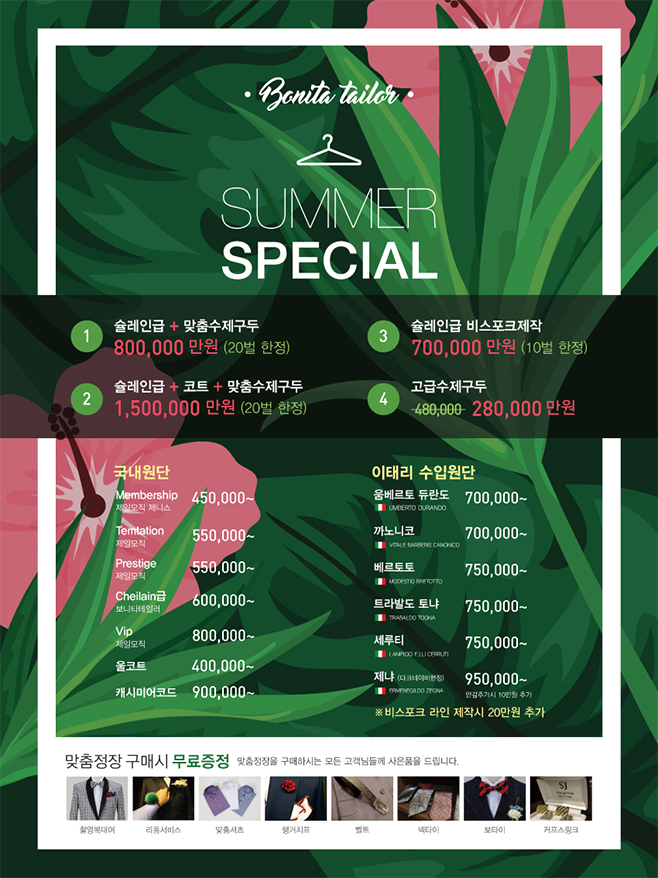 • Bonita tailor •
SUMMER
SPECIAL
1
슐레인급 + 맞춤수제구두
800,000 만원 (20벌 한정)
2
슐레인급 + 코트 + 맞춤수제구두
1,500,000 만원 (20벌 한정)
3
슐레인급 비스포크제작
700,000 만원 (10벌 한정)
4
고급수제구두
480,000 280,000 만원
국내원단
Membership 450,000~
제일모직 제니스
Temtation 550,000~
제일모직
Prestige 550,000~
제일모직
Cheilain급 600,000~
보니타테일러
Vip 800,000~
제일모직
울코트 400,000~
캐시미어코드 900,000~
이태리 수입원단
움베르토 듀란도 700,000~
UMBERTO DURANDO
까노니코 700,000~
VITALE BARBERIS CANONICO
베르토토 750,000~
MODESTIO BRETOTTO
트라발도 토냐 750,000~
TRABALDO TOGNA
세루티 750,000~
LANIFICIO F.LLI CERRUTI
제냐 (다크네이비한정) 950,000~
ERMENEGILDO ZEGNA 안감추가시 10만원 추가
※비스포크 라인 제작시 20만원 추가
맞춤정장 구매시 무료증정 맞춤정장을 구매하시는 모든 고객님들께 사은품을 드립니다.
SJ
촬영복대여
리폼서비스
맞춤셔츠
행거치프
벨트
넥타이
보타이
커프스링크